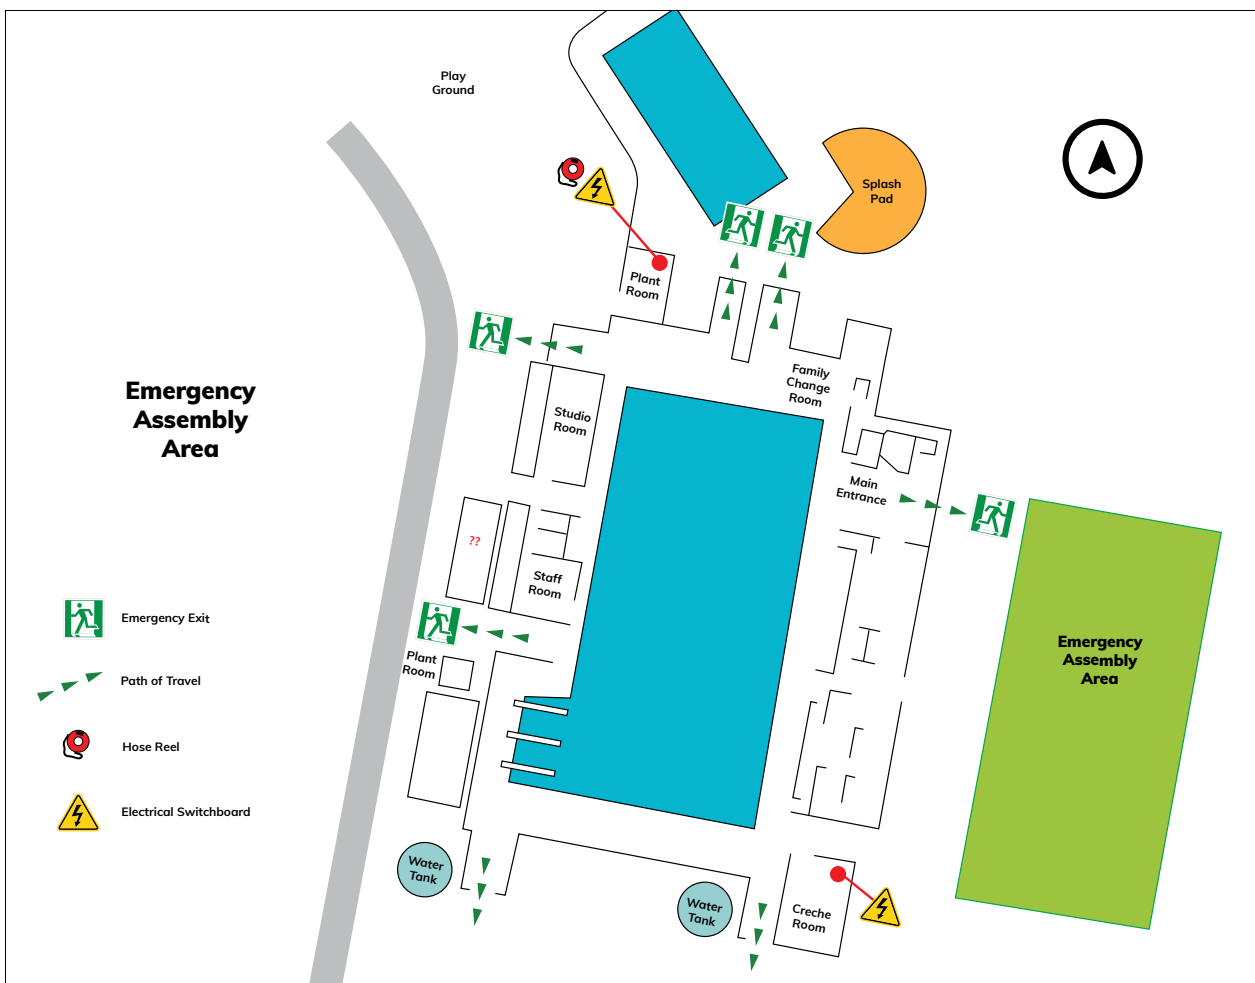 Play
Ground
Splash
Pad
Plant
Room
Family
Change
Room
Studio
Room
Main
Entrance
Emergency
Assembly
Area
??
Staff
Room
Plant
Room
Emergency
Assembly
Area
Emergency Exit
Path of Travel
Hose Reel
Electrical Switchboard
Water
Tank
Water
Tank
Creche
Room